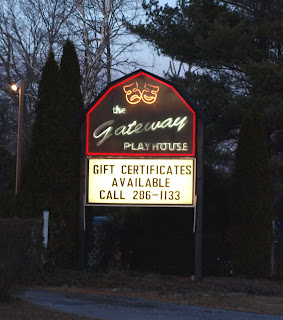 the
Gateway
PLAYHOUSE
GIFT CERTIFICATES
AVAILABLE
CALL 286-1133